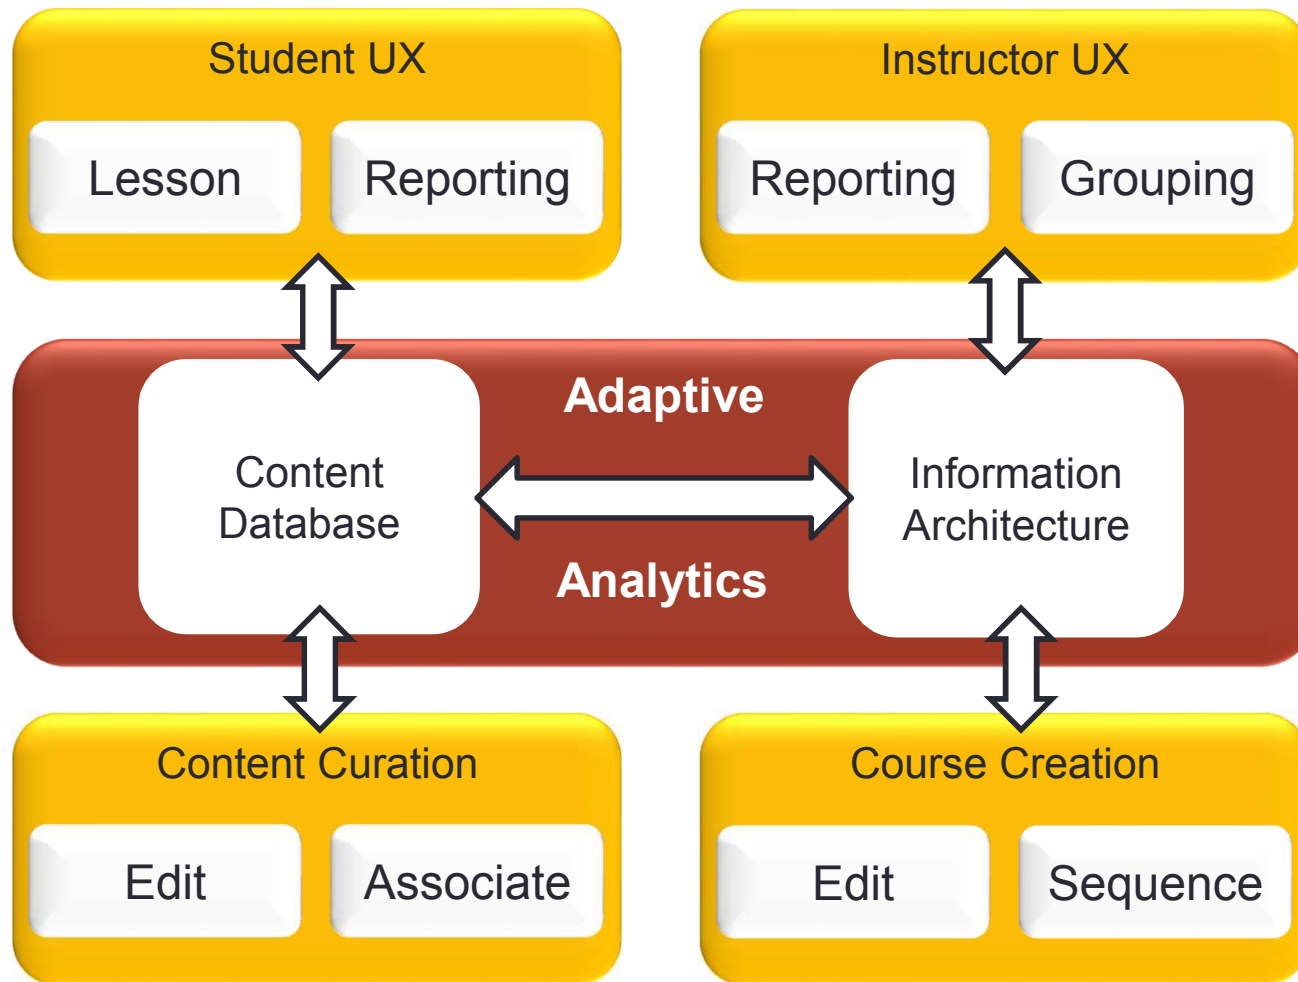 Student UX
Instructor UX
Lesson
Reporting
Reporting
Grouping
Adaptive
Content
Database
Information
Architecture
Analytics
Content Curation
Course Creation
Edit
Associate
Edit
Sequence